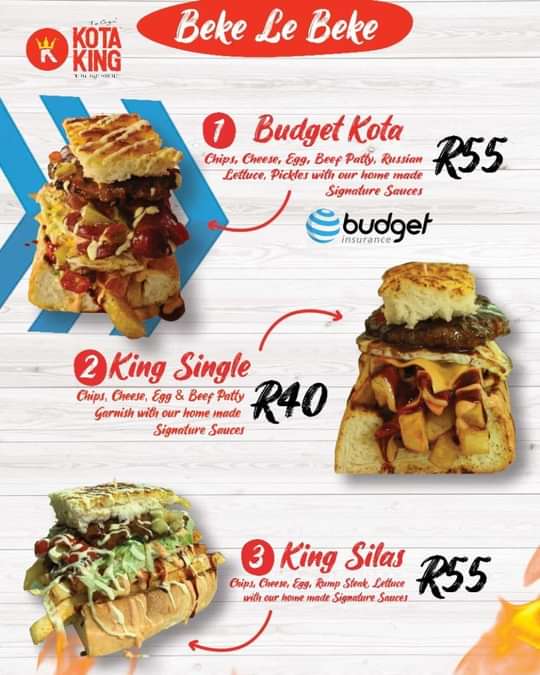 Beke Le Beke
KOTA
KING
1 Budget Kota
Chips, Cheese, Egg, Beef Patty, Russian
Lettuce, Pickles with our home made
Signature Sauces
R55
budget
insurance
2 King Single
Chips, Cheese, Egg & Beef Patty
Garnish with our home made
Signature Sauces
R40
3 King Silas
Chips, Cheese, Egg, Rump Steak, Lettuce
with our home made Signature Sauces
R55